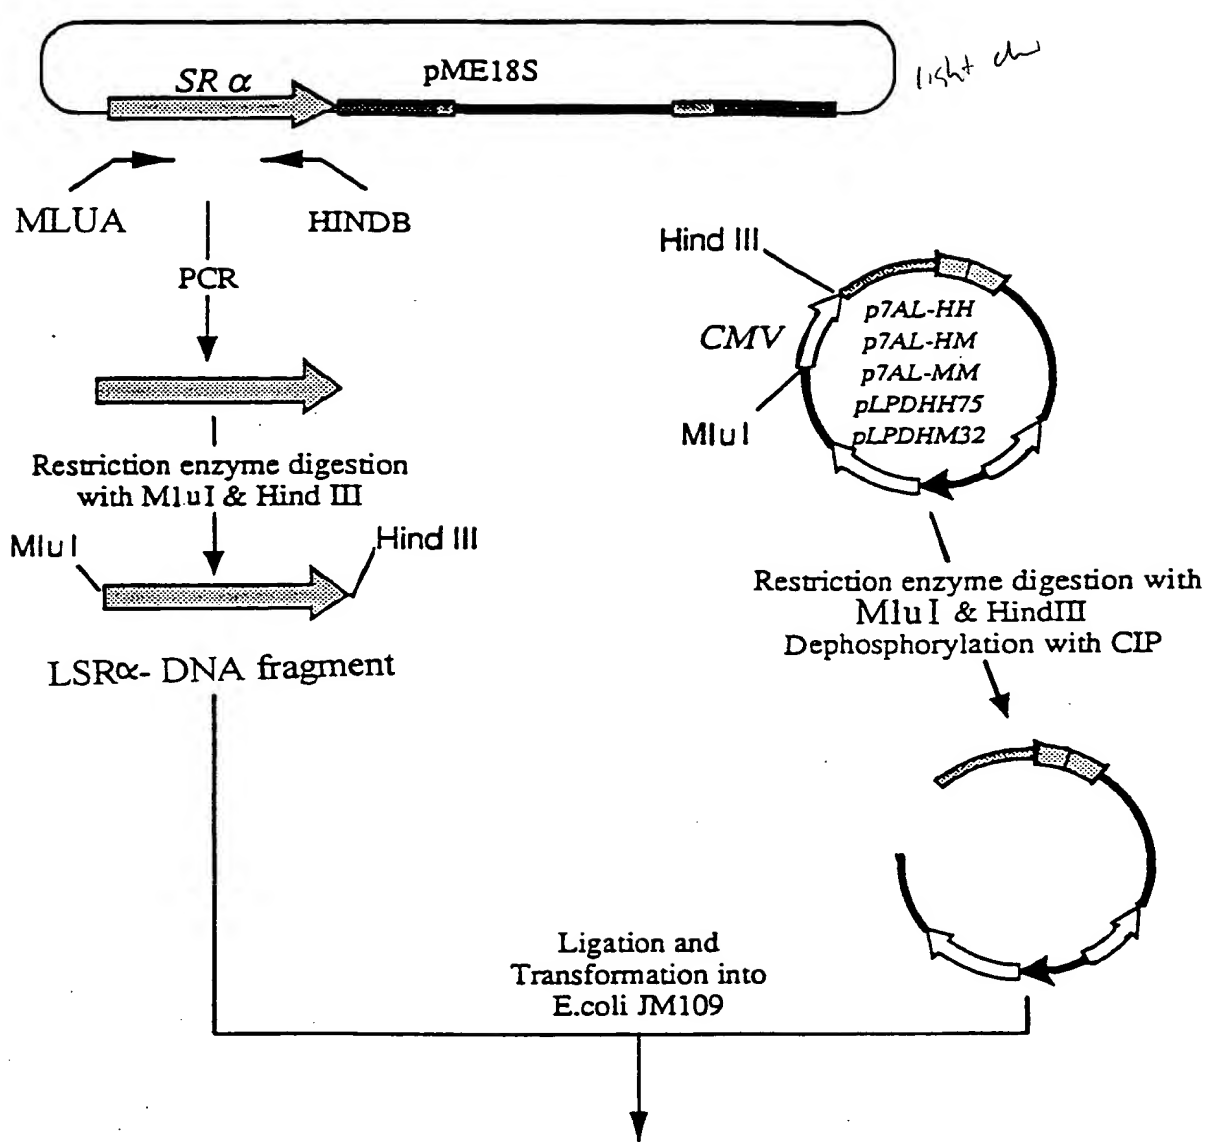 SR α
pME18S
light
MLUA
HINDB
PCR
Restriction enzyme digestion
with MluI & Hind III
MluI
Hind III
LSRα- DNA fragment
Hind III
CMV
MluI
p7AL-HH
p7AL-HM
p7AL-MM
pLPDHH75
pLPDHM32
Restriction enzyme digestion with
MluI & HindIII
Dephosphorylation with CIP
Ligation and
Transformation into
E.coli JM109